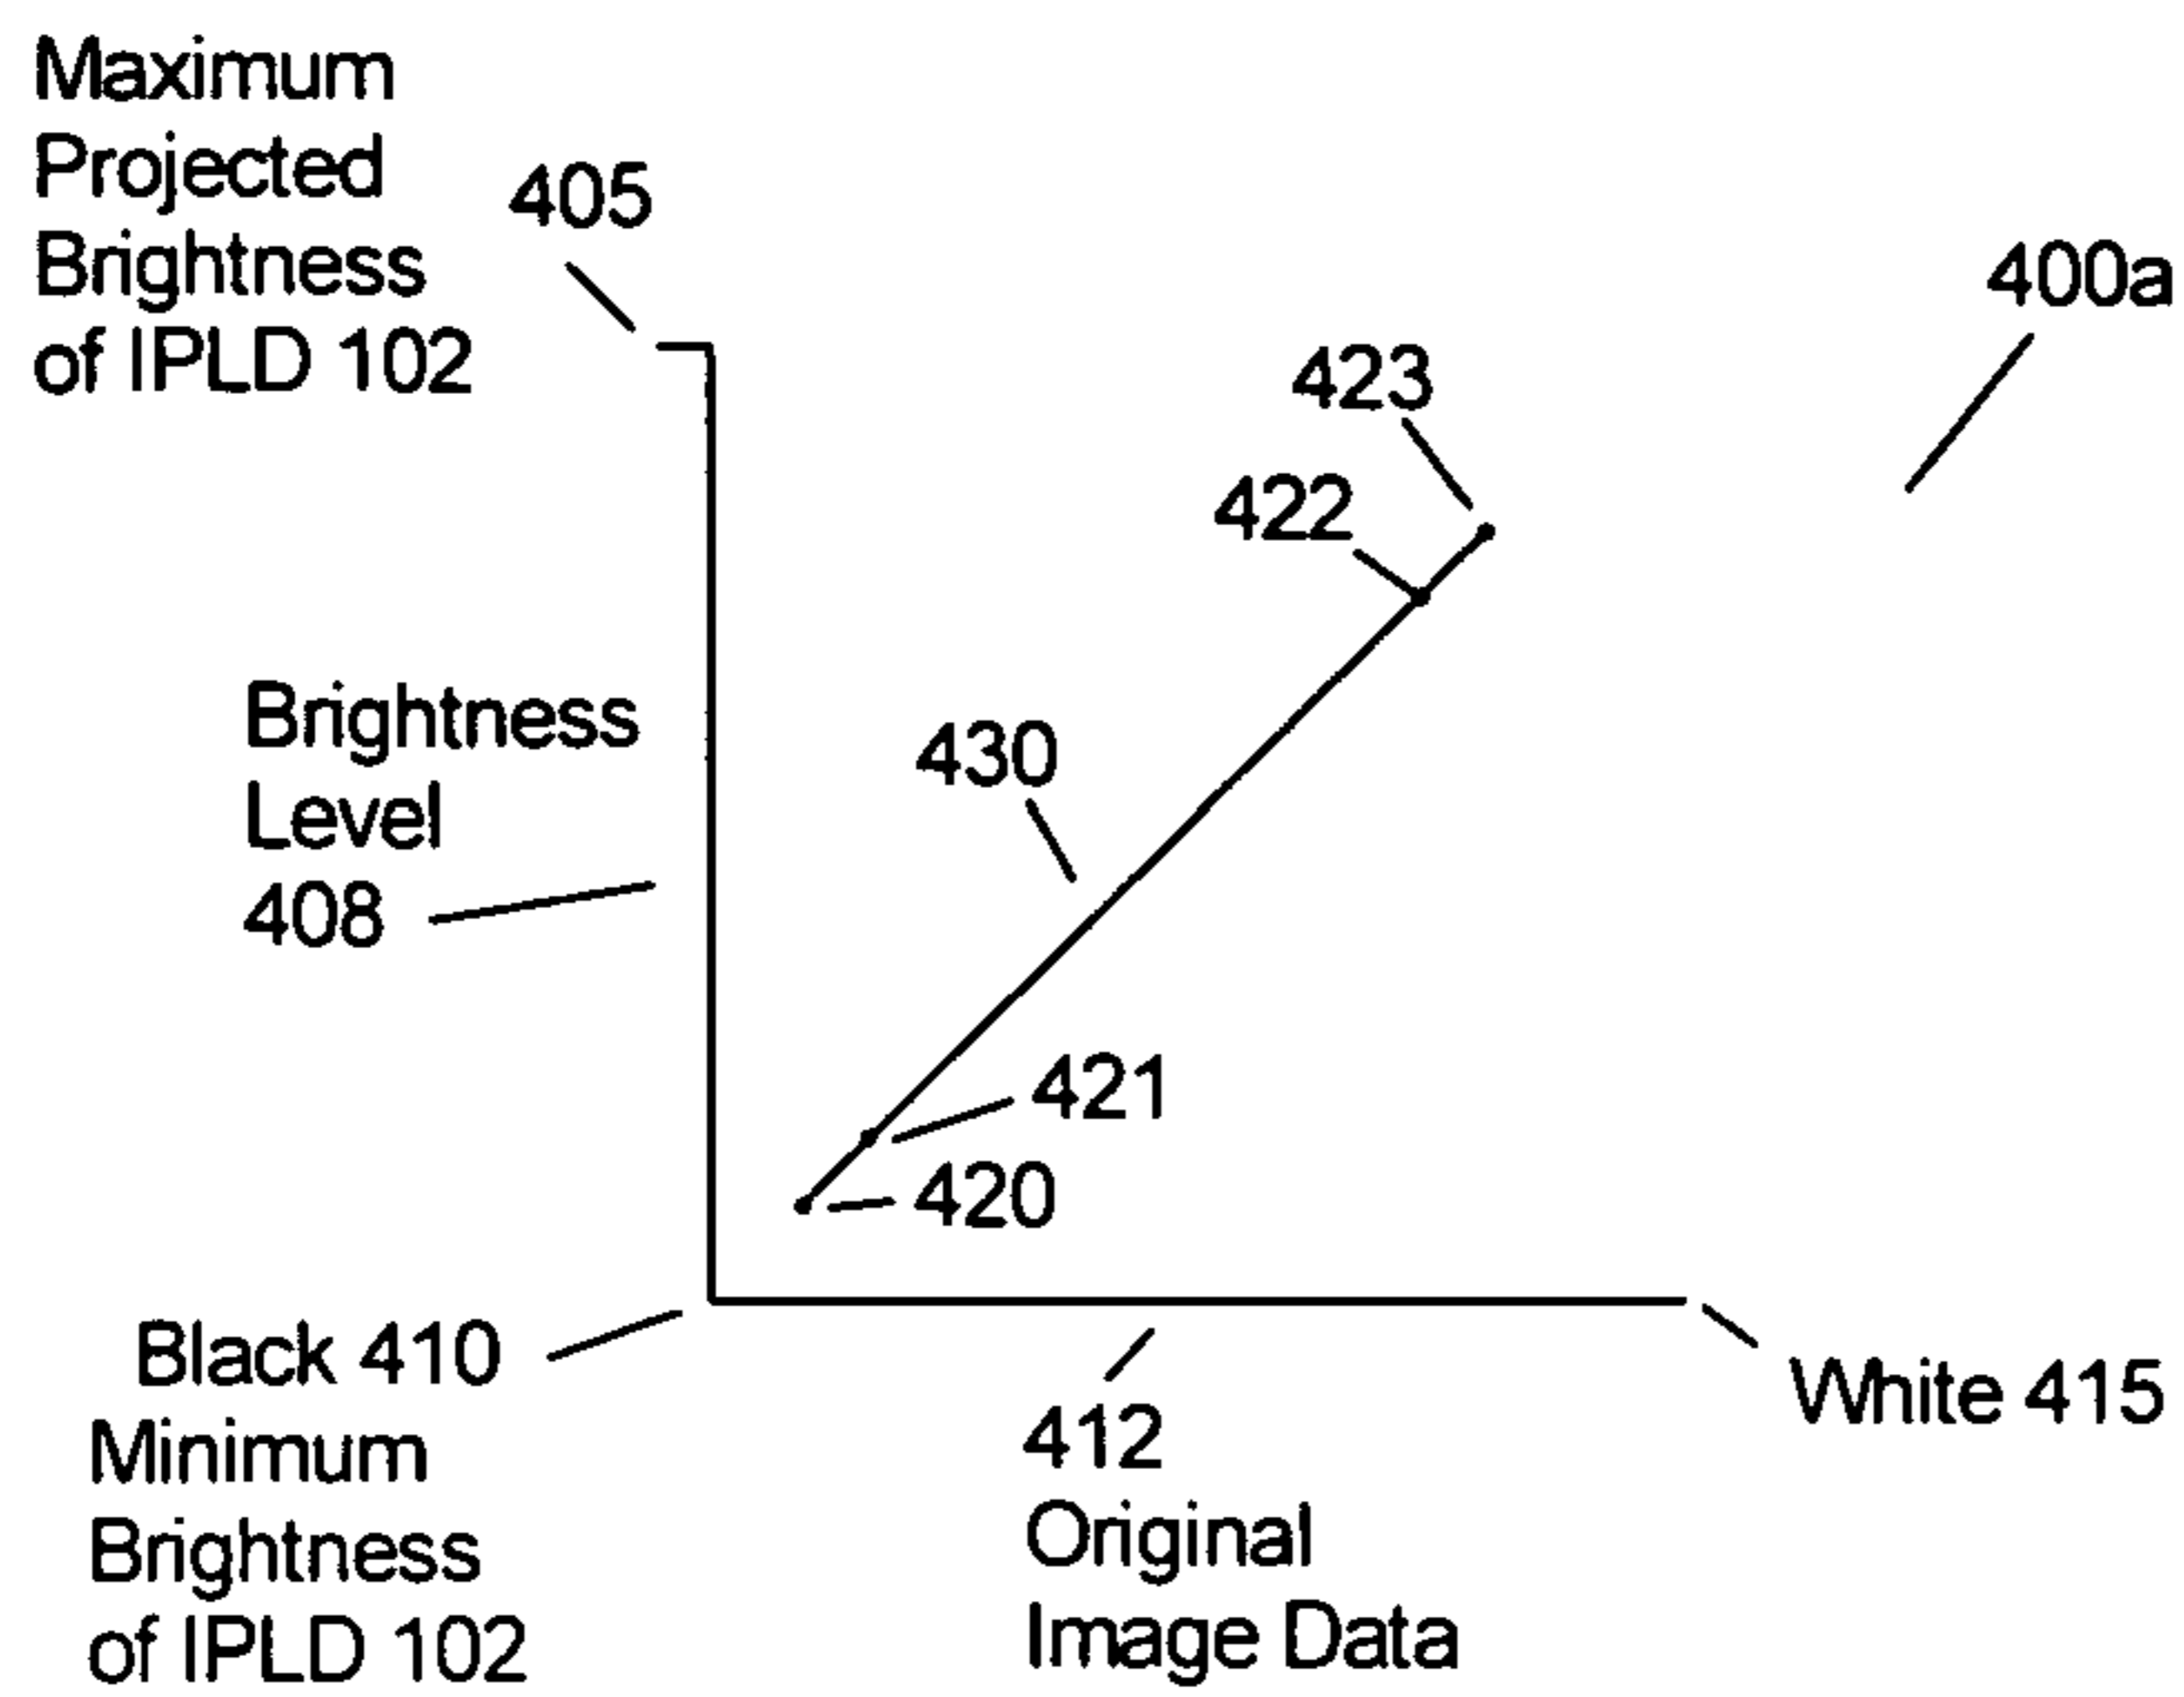 Maximum
Projected
Brightness
of IPLD 102
405
400a
423
422
Brightness
Level
408
430
421
420
Black 410
Minimum
Brightness
of IPLD 102
412
Original
Image Data
White 415